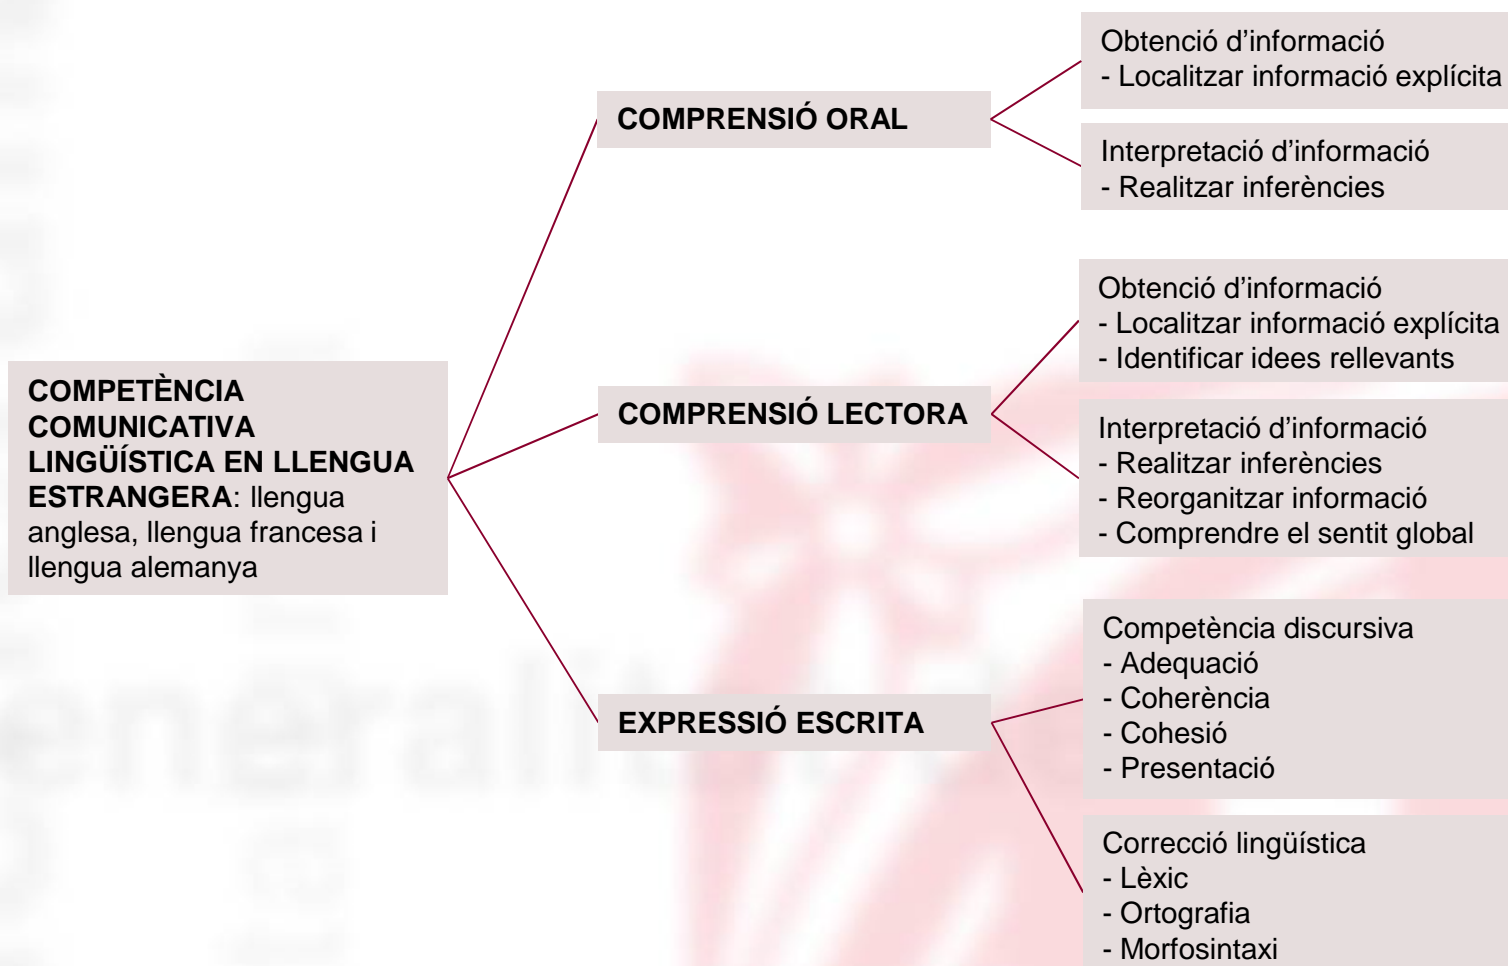 COMPETÈNCIA
COMUNICATIVA
LINGÜÍSTICA EN LLENGUA
ESTRANGERA: llengua
anglesa, llengua francesa i
llengua alemanya
COMPRENSIÓ ORAL
Obtenció d’informació
- Localitzar informació explícita
Interpretació d’informació
- Realitzar inferències
COMPRENSIÓ LECTORA
Obtenció d’informació
- Localitzar informació explícita
- Identificar idees rellevants
Interpretació d’informació
- Realitzar inferències
- Reorganitzar informació
- Comprendre el sentit global
EXPRESSIÓ ESCRITA
Competència discursiva
- Adequació
- Coherència
- Cohesió
- Presentació
Correcció lingüística
- Lèxic
- Ortografia
- Morfosintaxi